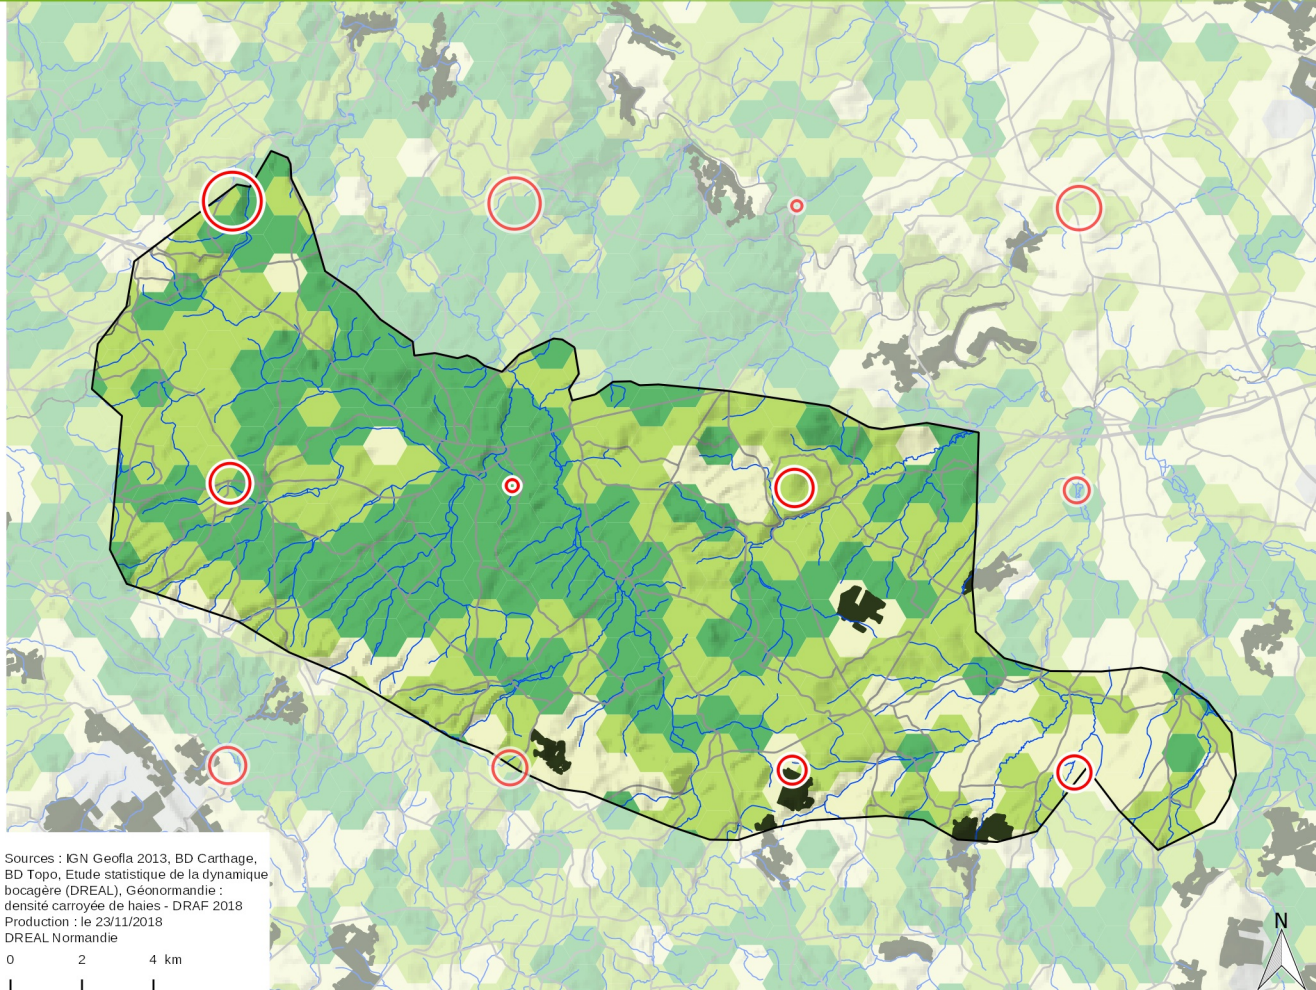 Sources : IGN Geofla 2013, BD Carthage,
BD Topo, Etude statistique de la dynamique
bocagère (DREAL), Géonormandie :
densité carroyée de haies - DRAF 2018
Production : le 23/11/2018
DREAL Normandie
0 2 4 km
N